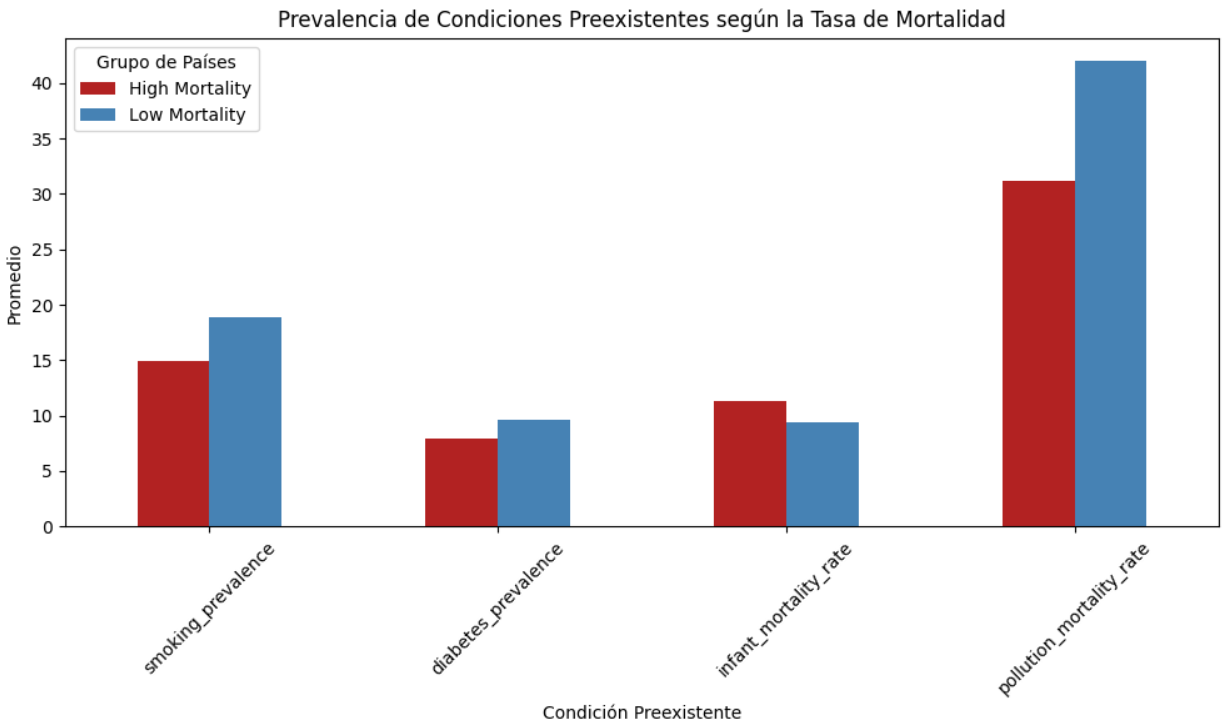 Prevalencia de Condiciones Preexistentes según la Tasa de Mortalidad
Grupo de Países
High Mortality
Low Mortality
Promedio
40
35
30
25
20
15
10
5
0
smoking_prevalence
diabetes_prevalence
infant_mortality_rate
pollution_mortality_rate
Condición Preexistente